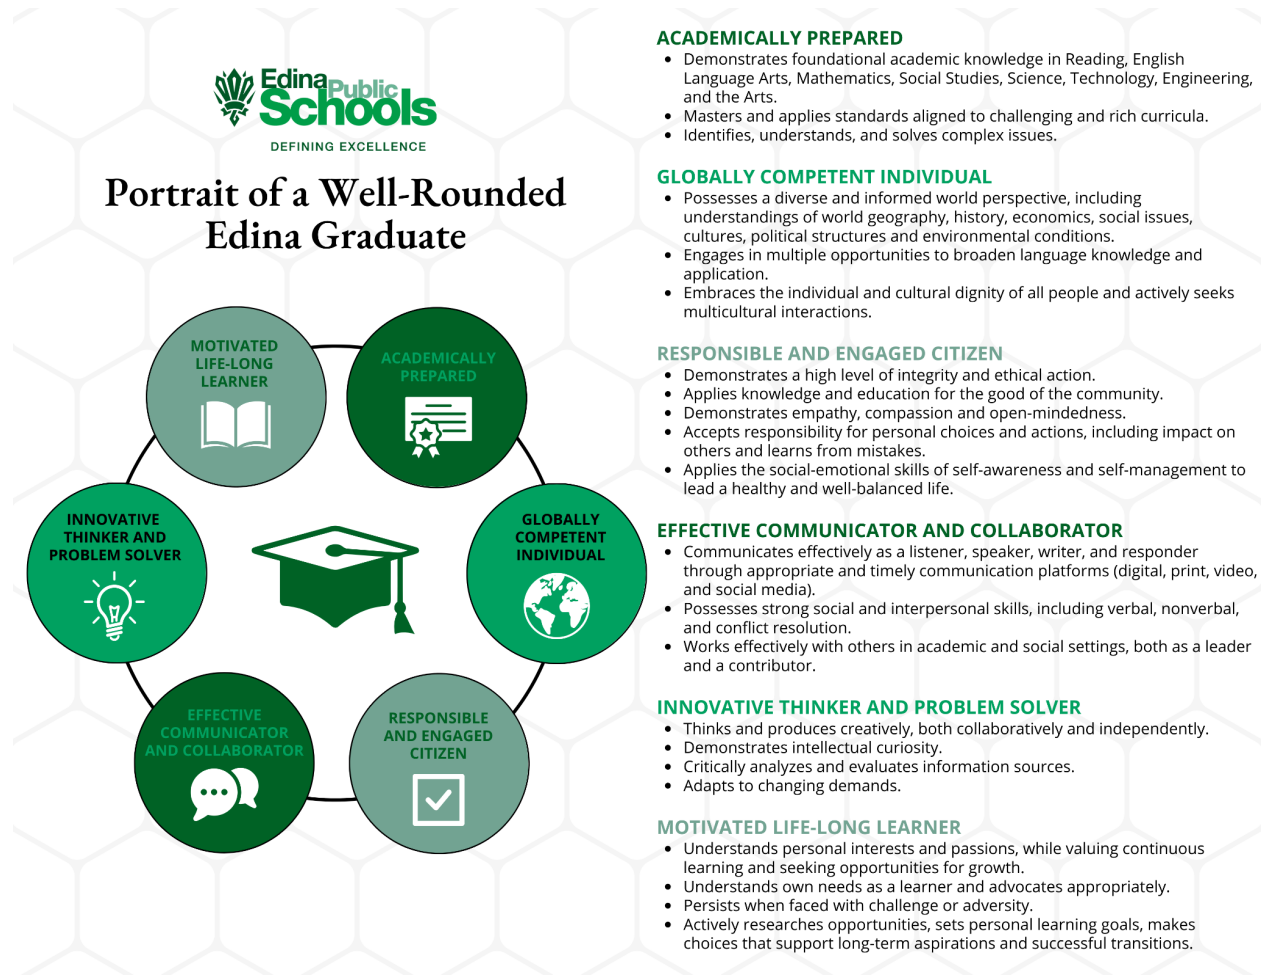 Edina Public
Schools
DEFINING EXCELLENCE
Portrait of a Well-Rounded
Edina Graduate
MOTIVATED
LIFE-LONG
LEARNER
ACADEMICALLY
PREPARED
INNOVATIVE
THINKER AND
PROBLEM SOLVER
GLOBALLY
COMPETENT
INDIVIDUAL
EFFECTIVE
COMMUNICATOR
AND COLLABORATOR
RESPONSIBLE
AND ENGAGED
CITIZEN
ACADEMICALLY PREPARED
• Demonstrates foundational academic knowledge in Reading, English
Language Arts, Mathematics, Social Studies, Science, Technology, Engineering,
and the Arts.
• Masters and applies standards aligned to challenging and rich curricula.
• Identifies, understands, and solves complex issues.
GLOBALLY COMPETENT INDIVIDUAL
• Possesses a diverse and informed world perspective, including
understandings of world geography, history, economics, social issues,
cultures, political structures and environmental conditions.
• Engages in multiple opportunities to broaden language knowledge and
application.
• Embraces the individual and cultural dignity of all people and actively seeks
multicultural interactions.
RESPONSIBLE AND ENGAGED CITIZEN
• Demonstrates a high level of integrity and ethical action.
• Applies knowledge and education for the good of the community.
• Demonstrates empathy, compassion and open-mindedness.
• Accepts responsibility for personal choices and actions, including impact on
others and learns from mistakes.
• Applies the social-emotional skills of self-awareness and self-management to
lead a healthy and well-balanced life.
EFFECTIVE COMMUNICATOR AND COLLABORATOR
• Communicates effectively as a listener, speaker, writer, and responder
through appropriate and timely communication platforms (digital, print, video,
and social media).
• Possesses strong social and interpersonal skills, including verbal, nonverbal,
and conflict resolution.
• Works effectively with others in academic and social settings, both as a leader
and a contributor.
INNOVATIVE THINKER AND PROBLEM SOLVER
• Thinks and produces creatively, both collaboratively and independently.
• Demonstrates intellectual curiosity.
• Critically analyzes and evaluates information sources.
• Adapts to changing demands.
MOTIVATED LIFE-LONG LEARNER
• Understands personal interests and passions, while valuing continuous
learning and seeking opportunities for growth.
• Understands own needs as a learner and advocates appropriately.
• Persists when faced with challenge or adversity.
• Actively researches opportunities, sets personal learning goals, makes
choices that support long-term aspirations and successful transitions.